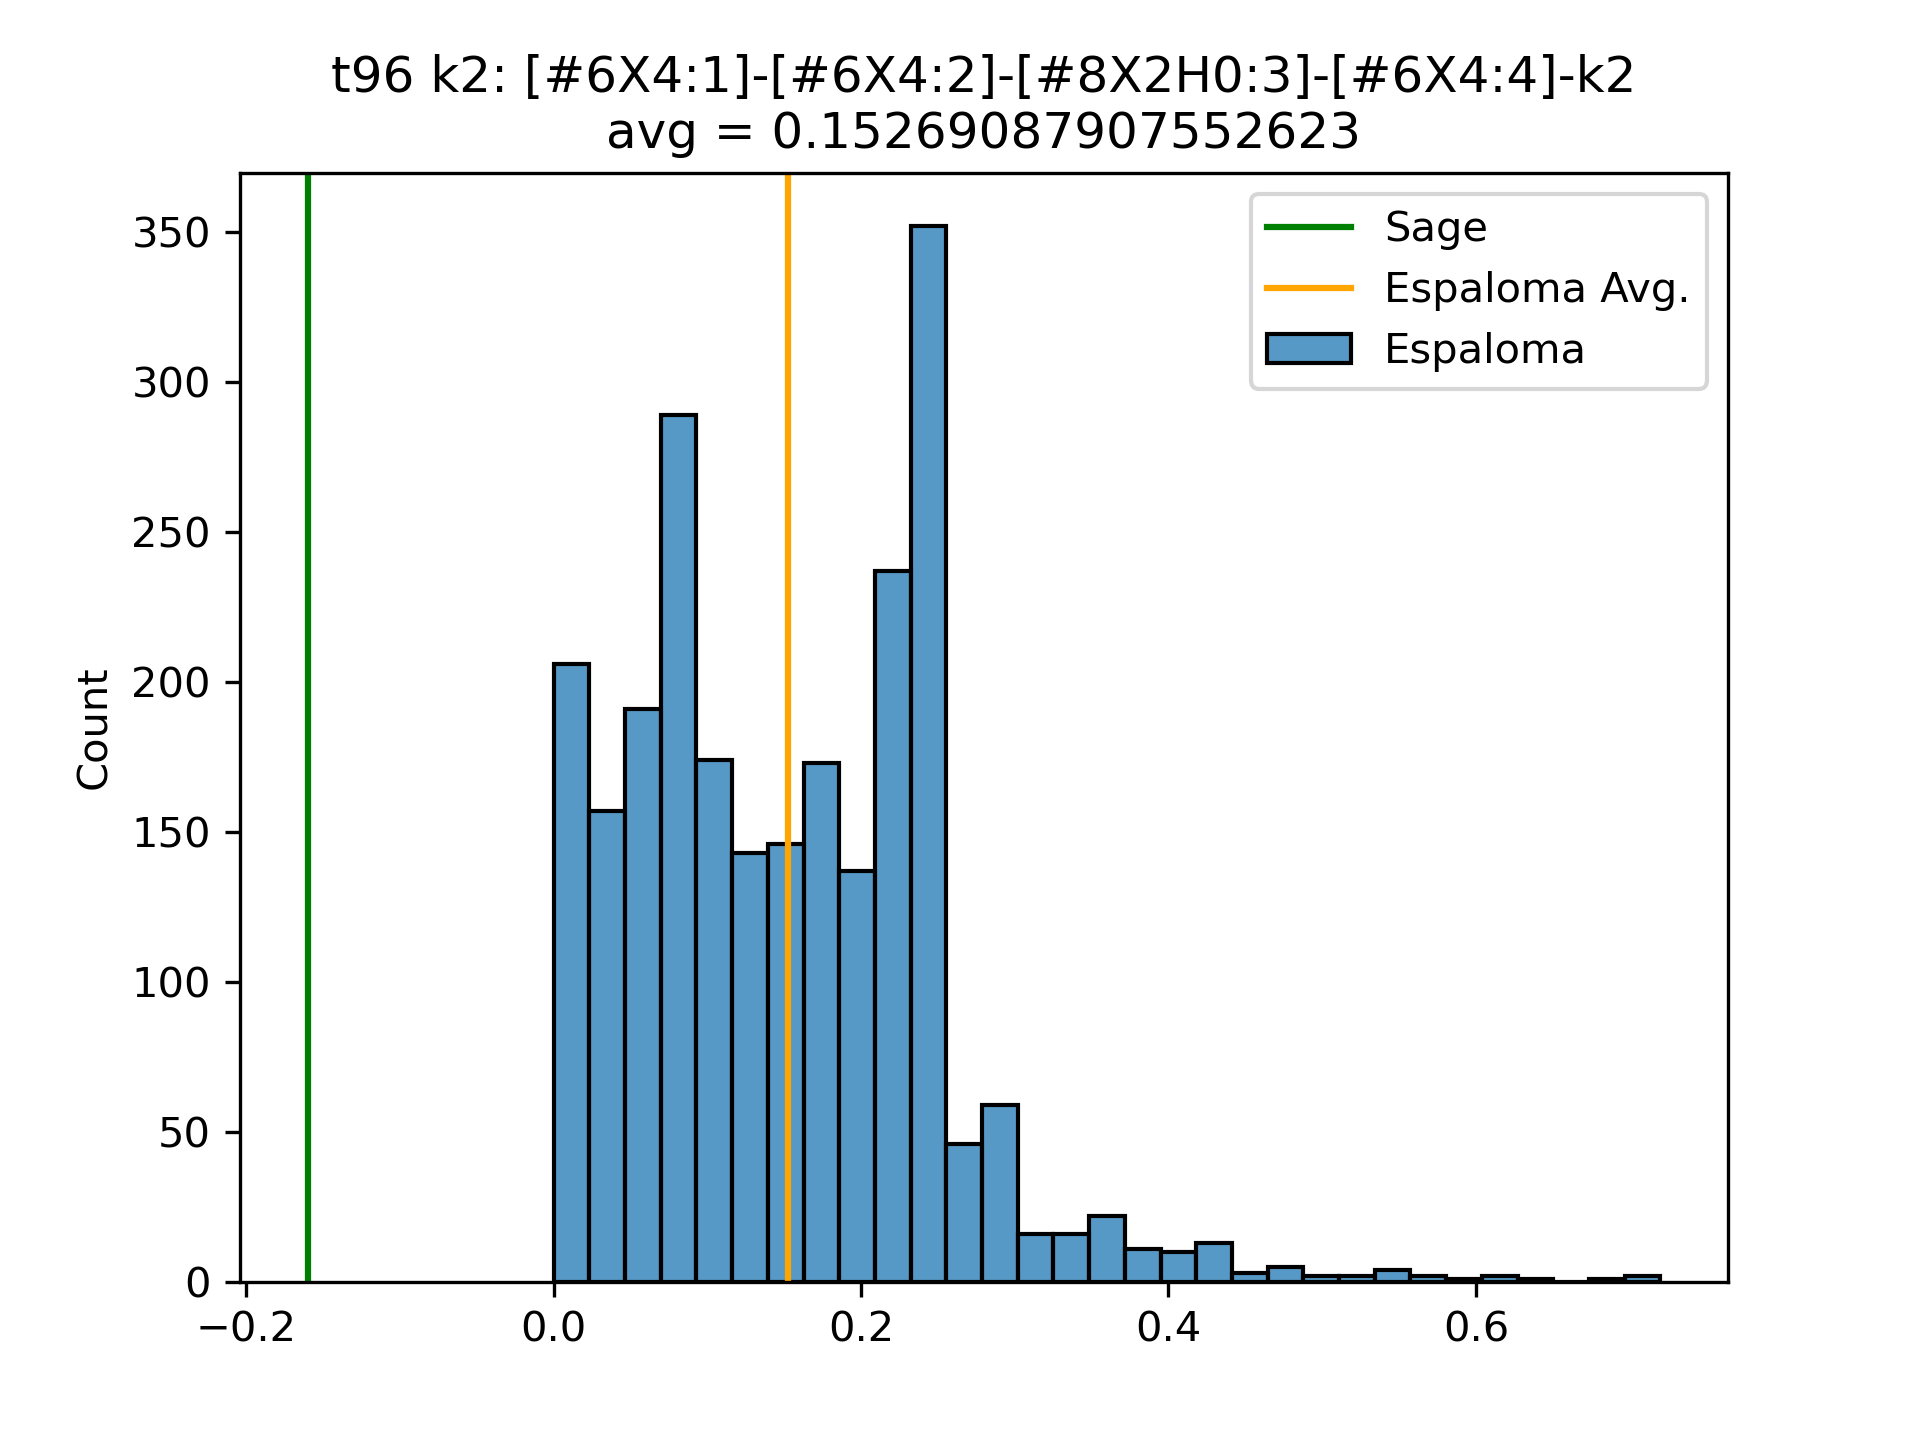 t96 k2: [#6X4:1]-[#6X4:2]-[#8X2H0:3]-[#6X4:4]-k2
avg = 0.15269087907552623
Sage
Espaloma Avg.
Espaloma
Count
350
300
250
200
150
100
50
0
−0.2
0.0
0.2
0.4
0.6